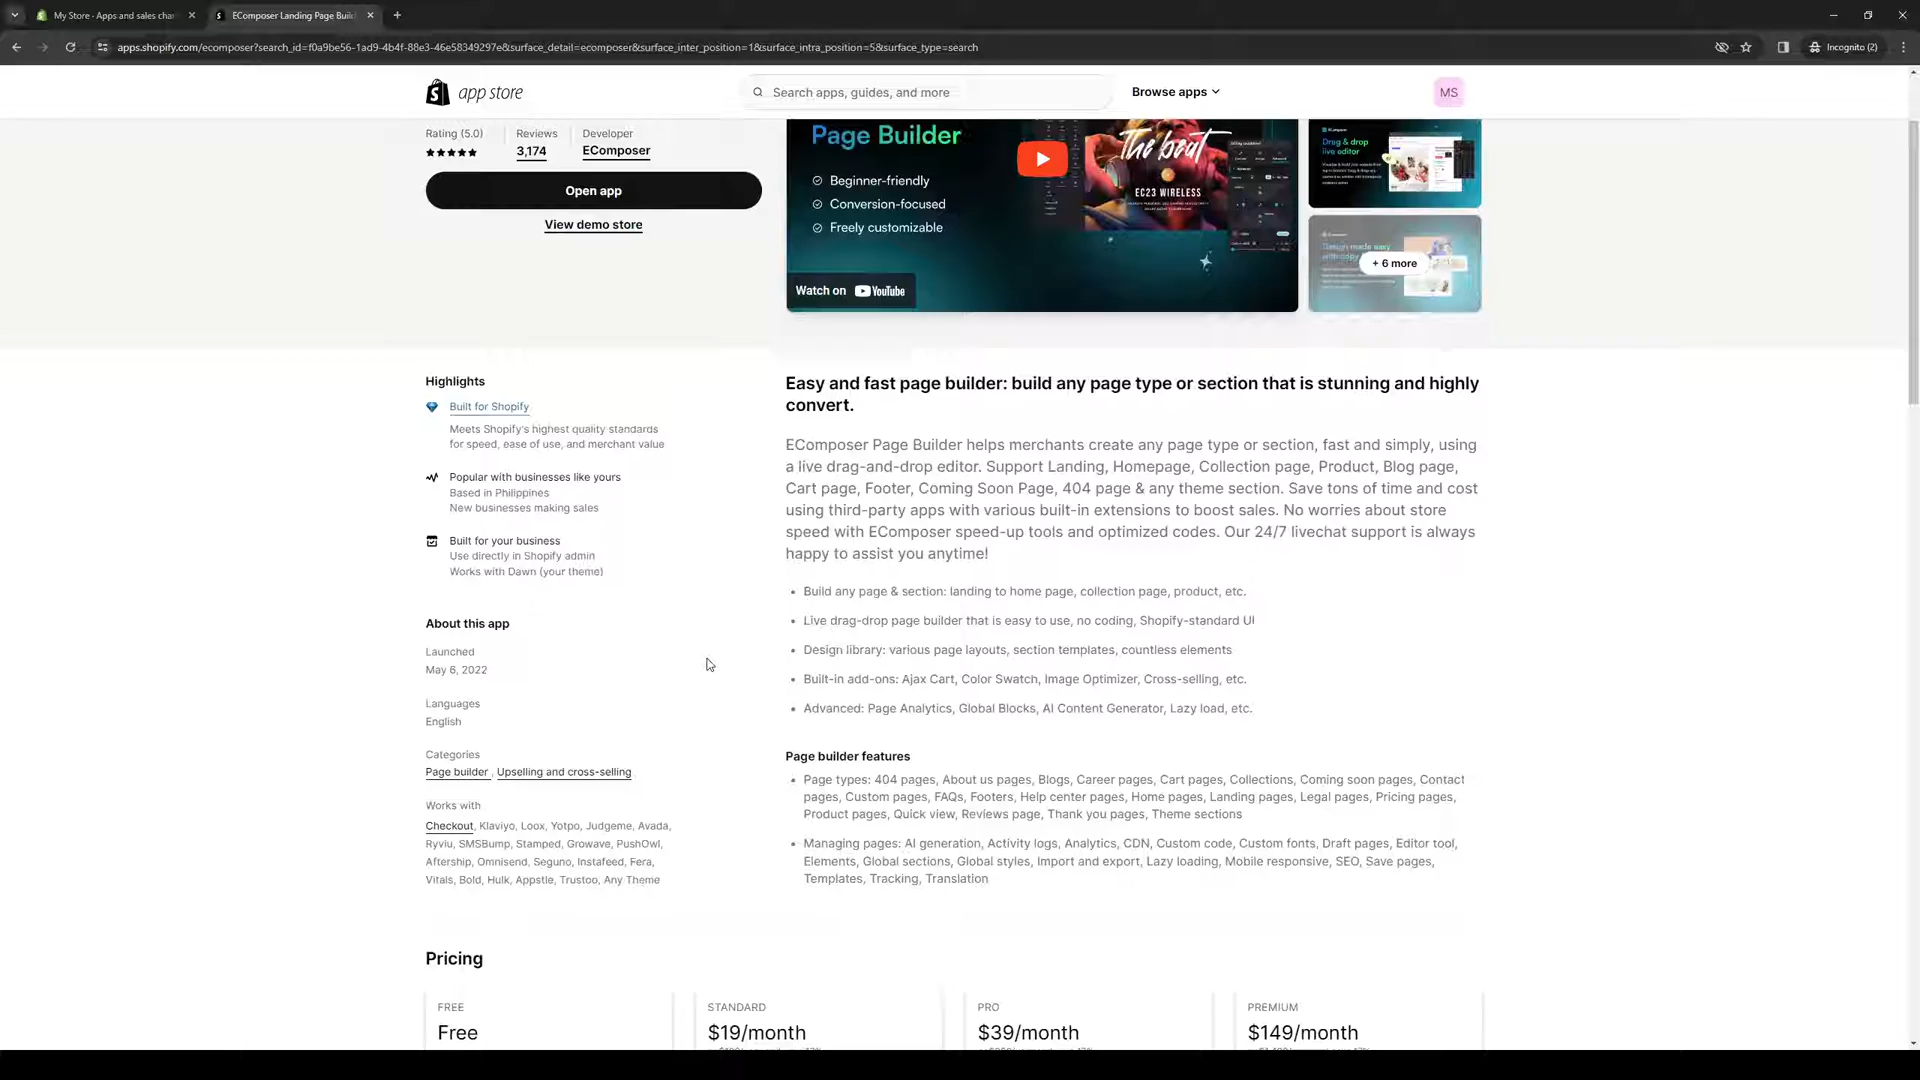 My Store · Apps and sales cha
EComposer Landing Page Buil
apps.shopify.com/ecomposer?search_id=f0a9be56-1ad9-4b4f-88e3-46e58349297e&surface_detail=ecomposer&surface_inter_position=1&surface_intra_position=5&surface_type=search
Incognito (2)
app store
Search apps, guides, and more
Browse apps
MS
Rating (5.0)
Reviews
Developer
3,174
EComposer
Open app
View demo store
Page Builder
Beginner-friendly
Conversion-focused
Freely customizable
Watch on YouTube
The beat
EC23 WIRELESS
Drag & drop
live editor
Design made easy
+ 6 more
Highlights
Built for Shopify
Meets Shopify's highest quality standards
for speed, ease of use, and merchant value
Popular with businesses like yours
Based in Philippines
New businesses making sales
Built for your business
Use directly in Shopify admin
Works with Dawn (your theme)
About this app
Launched
May 6, 2022
Languages
English
Categories
Page builder , Upselling and cross-selling
Works with
Checkout, Klaviyo, Loox, Yotpo, Judgeme, Avada,
Ryviu, SMSBump, Stamped, Growave, PushOwl,
Aftership, Omnisend, Seguno, Instafeed, Fera,
Vitals, Bold, Hulk, Appstle, Trustoo, Any Theme
Easy and fast page builder: build any page type or section that is stunning and highly
convert.
EComposer Page Builder helps merchants create any page type or section, fast and simply, using
a live drag-and-drop editor. Support Landing, Homepage, Collection page, Product, Blog page,
Cart page, Footer, Coming Soon Page, 404 page & any theme section. Save tons of time and cost
using third-party apps with various built-in extensions to boost sales. No worries about store
speed with EComposer speed-up tools and optimized codes. Our 24/7 livechat support is always
happy to assist you anytime!
Build any page & section: landing to home page, collection page, product, etc.
Live drag-drop page builder that is easy to use, no coding, Shopify-standard UI
Design library: various page layouts, section templates, countless elements
Built-in add-ons: Ajax Cart, Color Swatch, Image Optimizer, Cross-selling, etc.
Advanced: Page Analytics, Global Blocks, AI Content Generator, Lazy load, etc.
Page builder features
Page types: 404 pages, About us pages, Blogs, Career pages, Cart pages, Collections, Coming soon pages, Contact
pages, Custom pages, FAQs, Footers, Help center pages, Home pages, Landing pages, Legal pages, Pricing pages,
Product pages, Quick view, Reviews page, Thank you pages, Theme sections
Managing pages: AI generation, Activity logs, Analytics, CDN, Custom code, Custom fonts, Draft pages, Editor tool,
Elements, Global sections, Global styles, Import and export, Lazy loading, Mobile responsive, SEO, Save pages,
Templates, Tracking, Translation
Pricing
FREE
Free
STANDARD
$19/month
PRO
$39/month
PREMIUM
$149/month